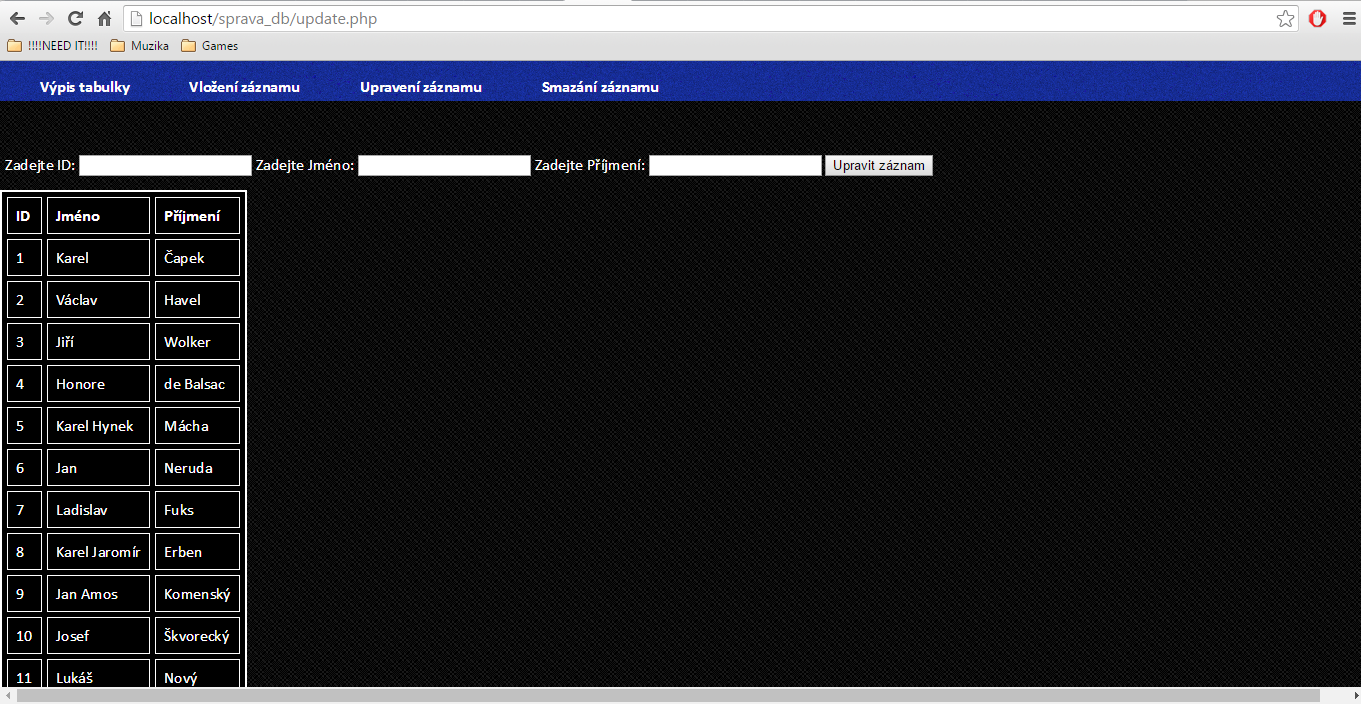 localhost/sprava_db/update.php
!!!!NEED IT!!!! Muzika Games
Výpis tabulky Vložení záznamu Upravení záznamu Smazání záznamu
Zadejte ID: Zadejte Jméno: Zadejte Příjmení: Upravit záznam
ID Jméno Příjmení
1 Karel Čapek
2 Václav Havel
3 Jiří Wolker
4 Honore de Balsac
5 Karel Hynek Mácha
6 Jan Neruda
7 Ladislav Fuks
8 Karel Jaromír Erben
9 Jan Amos Komenský
10 Josef Škvorecký
11 Lukáš Nový